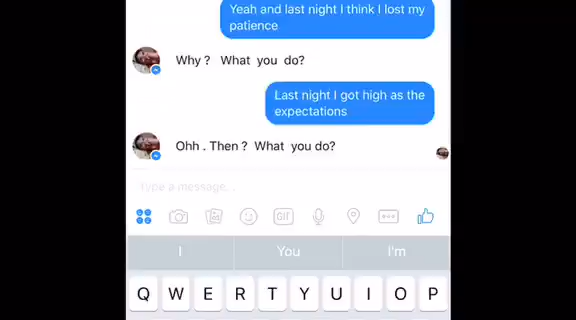 Yeah and last night I think I lost my
patience
Why ? What you do?
Last night I got high as the
expectations
Ohh . Then ? What you do?
Type a message...
GIF
I You I'm
Q W E R T Y U I O P